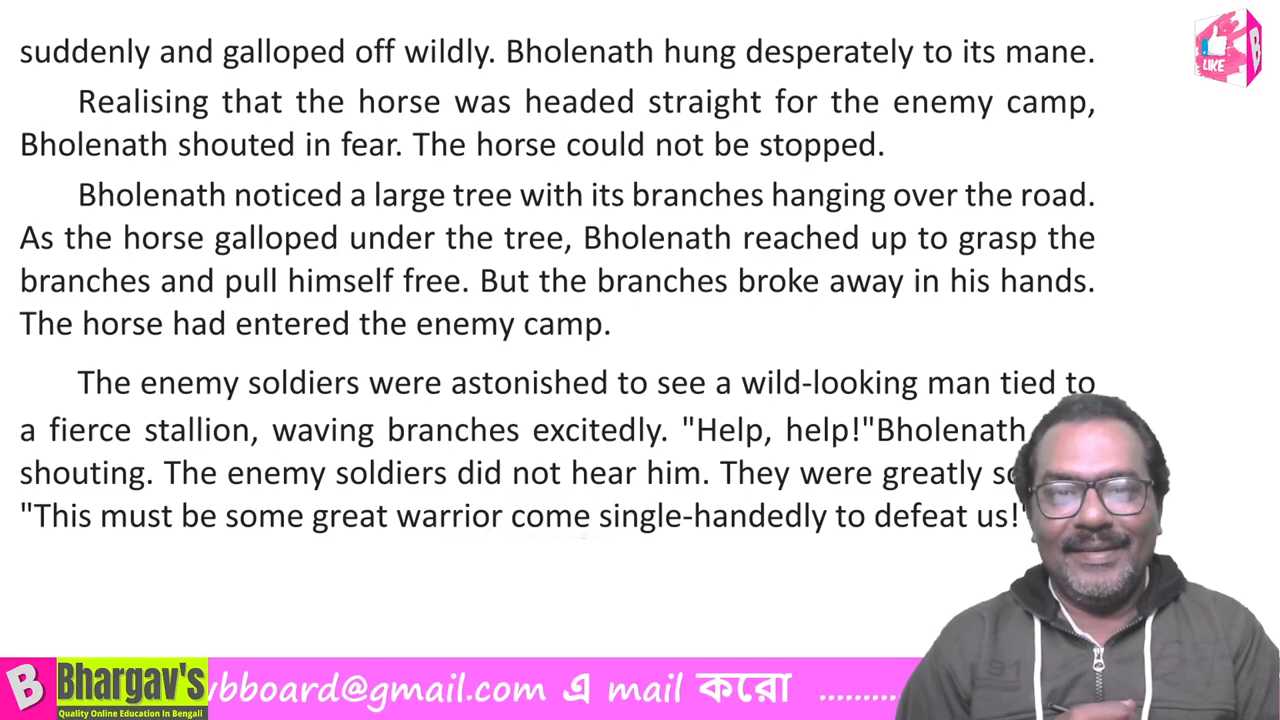 suddenly and galloped off wildly. Bholenath hung desperately to its mane.
LIKE
B
Realising that the horse was headed straight for the enemy camp,
Bholenath shouted in fear. The horse could not be stopped.
Bholenath noticed a large tree with its branches hanging over the road.
As the horse galloped under the tree, Bholenath reached up to grasp the
branches and pull himself free. But the branches broke away in his hands.
The horse had entered the enemy camp.
The enemy soldiers were astonished to see a wild-looking man tied to
a fierce stallion, waving branches excitedly. "Help, help!"Bholenath
shouting. The enemy soldiers did not hear him. They were greatly
"This must be some great warrior come single-handedly to defeat us!"
B Bhargav's
Quality Online Education In Bengali
bboard@gmail.com এ mail করো ..........